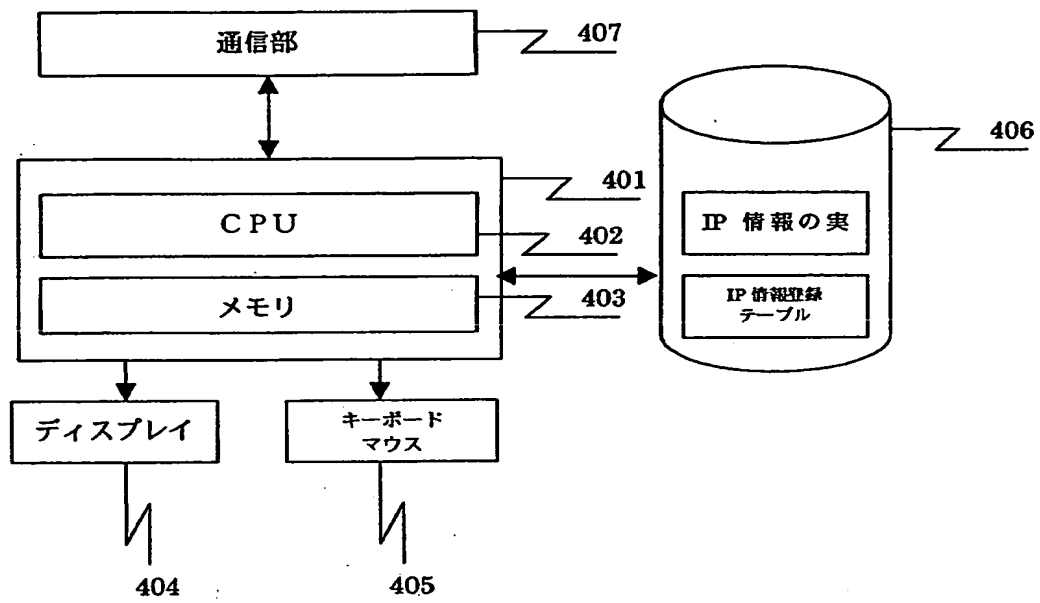 通信部
407
406
401
CPU
402
IP 情報の実
メモリ
403
IP 情報登録
テーブル
ディスプレイ
キーボード
マウス
404
405